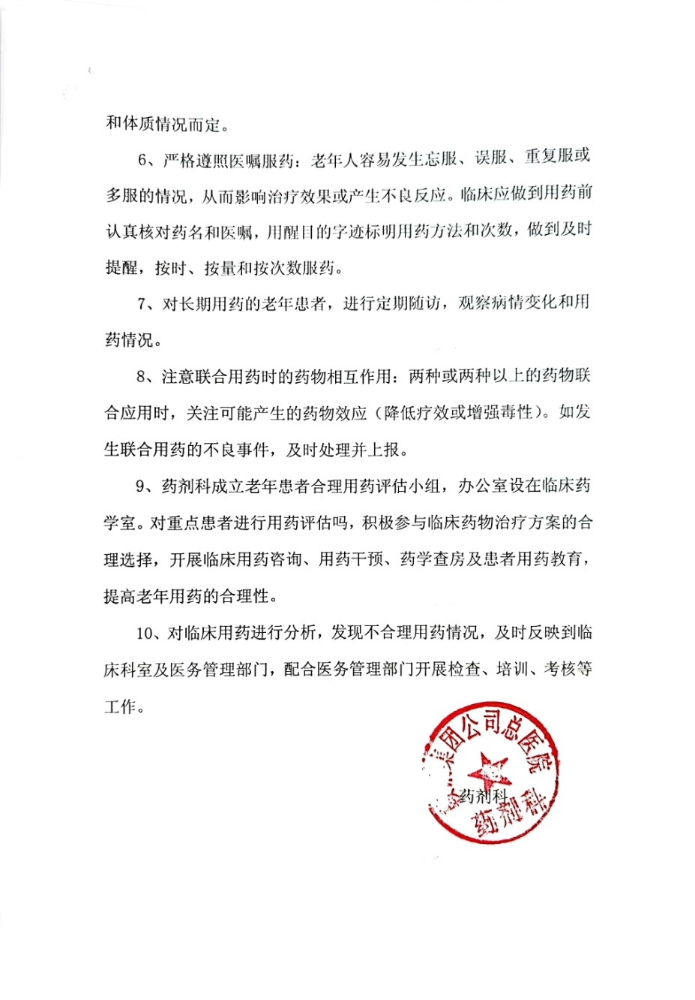 和体质情况而定。
6、严格遵照医嘱服药：老年人容易发生忘服、误服、重复服或
多服的情况，从而影响治疗效果或产生不良反应。临床应做到用药前
认真核对药名和医嘱，用醒目的字迹标明用药方法和次数，做到及时
提醒，按时、按量和按次数服药。
7、对长期用药的老年患者，进行定期随访，观察病情变化和用
药情况。
8、注意联合用药时的药物相互作用：两种或两种以上的药物联
合应用时，关注可能产生的药物效应（降低疗效或增强毒性）。如发
生联合用药的不良事件，及时处理并上报。
9、药剂科成立老年患者合理用药评估小组，办公室设在临床药
学室。对重点患者进行用药评估吗，积极参与临床药物治疗方案的合
理选择，开展临床用药咨询、用药干预、药学查房及患者用药教育，
提高老年用药的合理性。
10、对临床用药进行分析，发现不合理用药情况，及时反映到临
床科室及医务管理部门，配合医务管理部门开展检查、培训、考核等
工作。
集团公司总医院
药剂科
药剂科